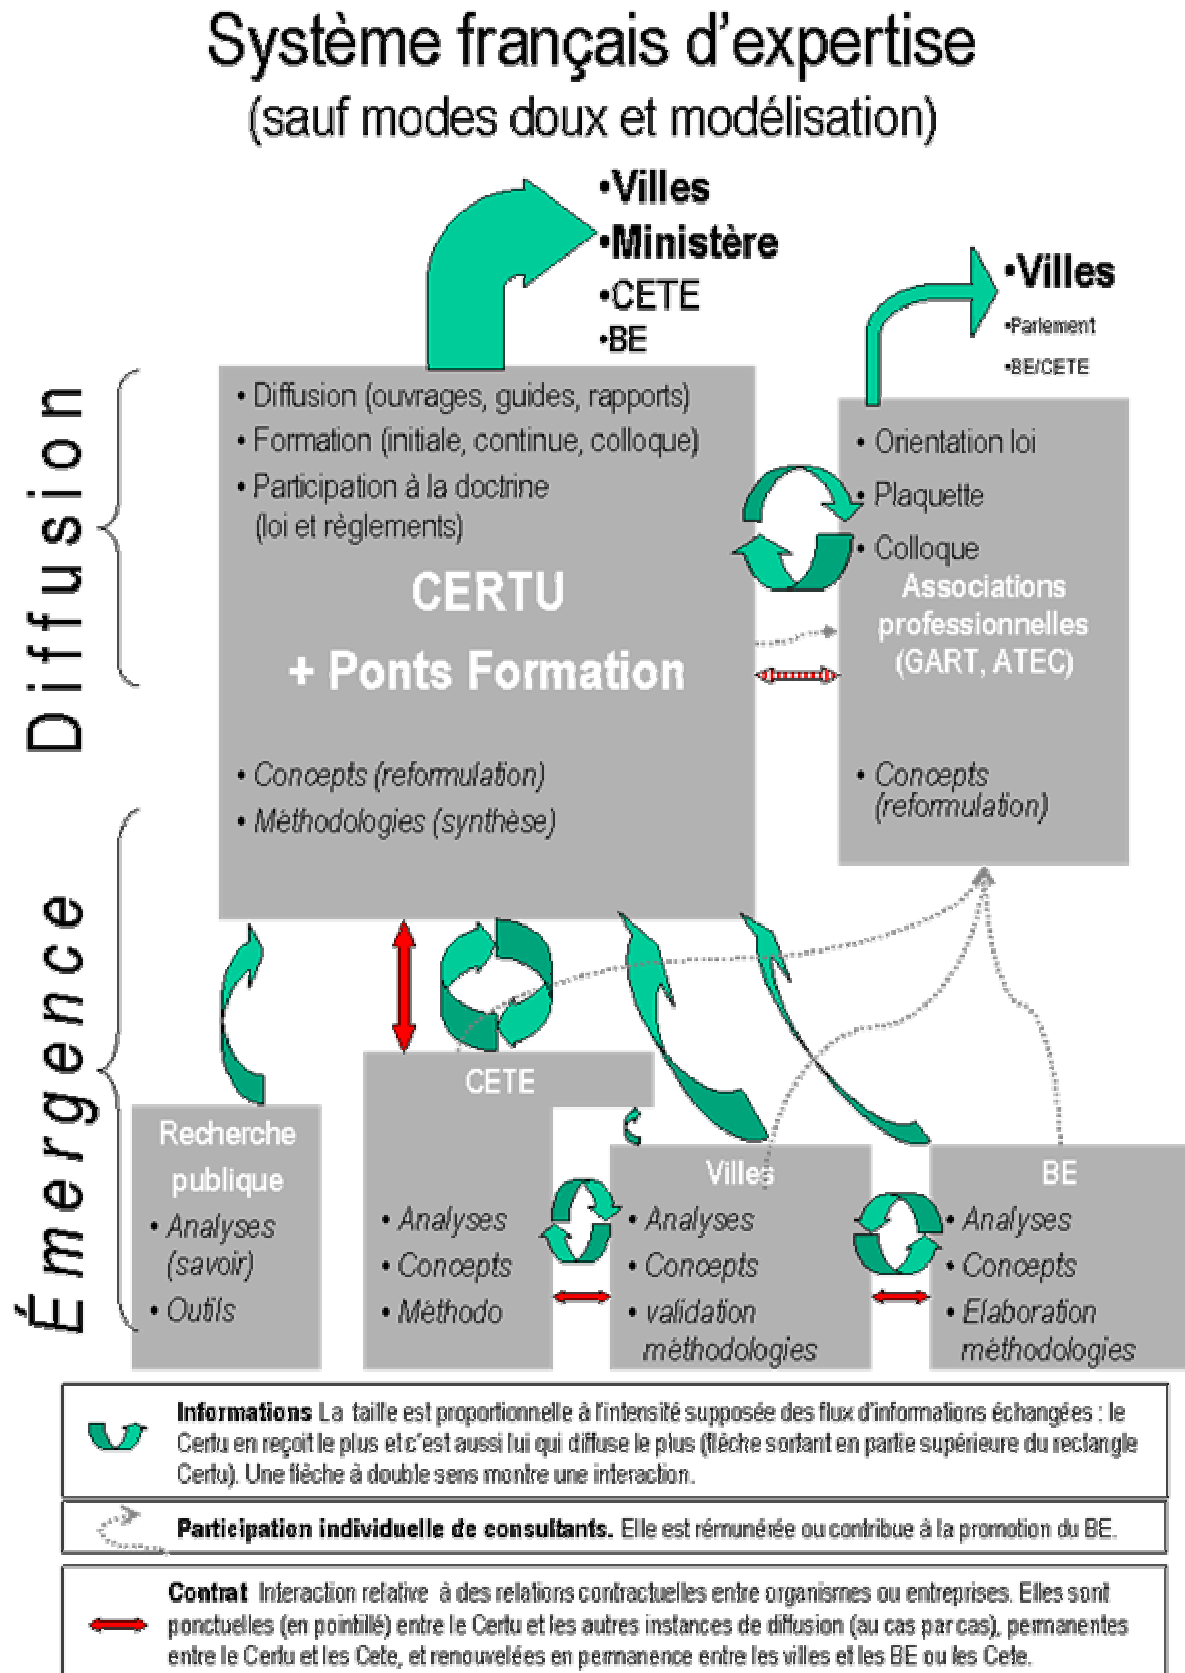 Système français d'expertise
(sauf modes doux et modélisation)
•Villes
•Ministère
•CETE
•BE
•Villes
•Parlement
•BE/CETE
Diffusion
• Diffusion (ouvrages, guides, rapports)
• Formation (initiale, continue, colloque)
• Participation à la doctrine
(loi et règlements)
CERTU
+ Ponts Formation
• Concepts (reformulation)
• Méthodologies (synthèse)
• Orientation loi
• Plaquette
• Colloque
Associations
professionnelles
(GART, ATEC)
• Concepts
(reformulation)
Émergence
Recherche
publique
• Analyses
(savoir)
• Outils
CETE
• Analyses
• Concepts
• Méthodo
Villes
• Analyses
• Concepts
• validation
méthodologies
BE
• Analyses
• Concepts
• Elaboration
méthodologies
Informations La taille est proportionnelle à l'intensité supposée des flux d'informations échangées : le
Certu en reçoit le plus et c'est aussi lui qui diffuse le plus (flèche sortant en partie supérieure du rectangle
Certu). Une flèche à double sens montre une interaction.
Participation individuelle de consultants. Elle est rémunérée ou contribue à la promotion du BE.
Contrat Interaction relative à des relations contractuelles entre organismes ou entreprises. Elles sont
ponctuelles (en pointillé) entre le Certu et les autres instances de diffusion (au cas par cas), permanentes
entre le Certu et les Cete, et renouvelées en permanence entre les villes et les BE ou les Cete.